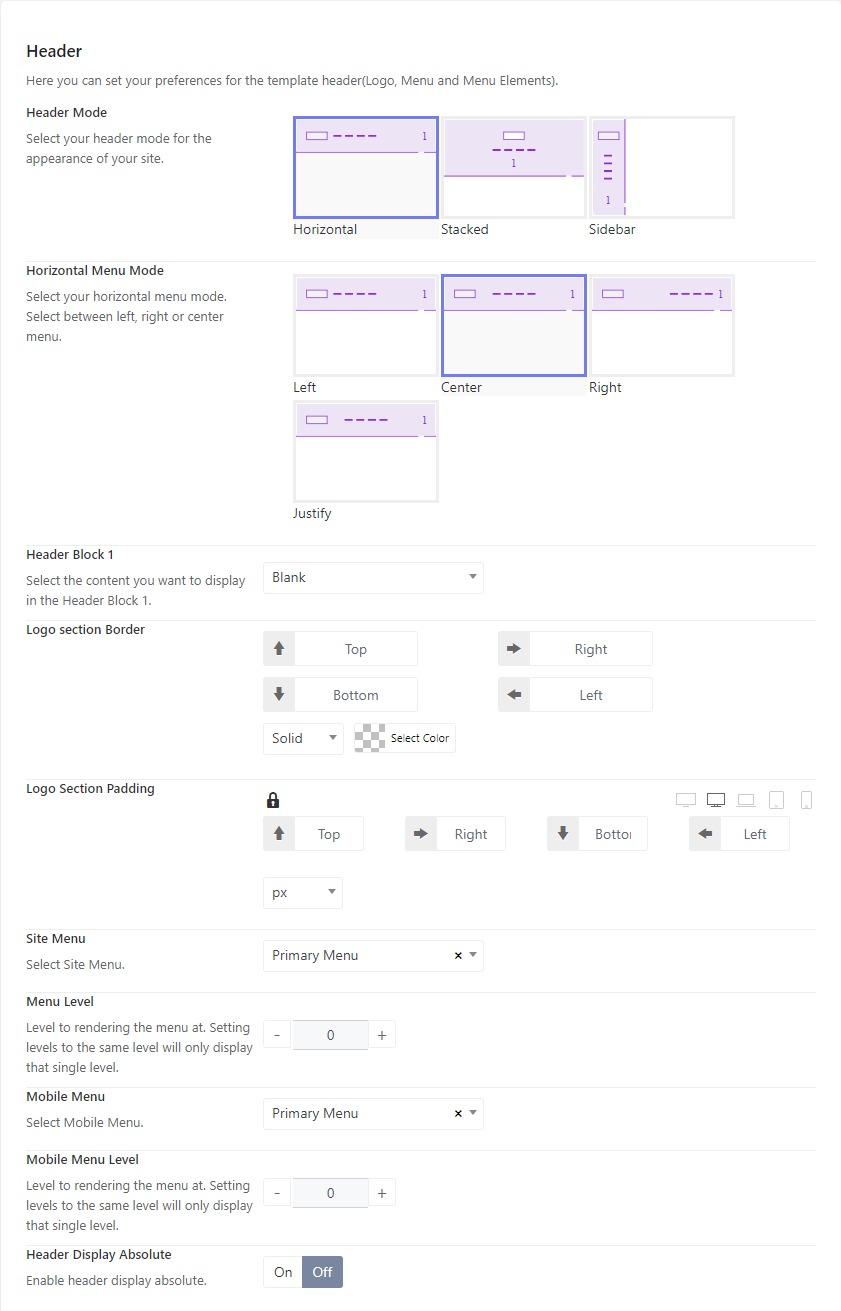 Header
Here you can set your preferences for the template header(Logo, Menu and Menu Elements).
Header Mode
Select your header mode for the
appearance of your site.
1
1
1
Horizontal
Stacked
Sidebar
Horizontal Menu Mode
Select your horizontal menu mode.
Select between left, right or center
menu.
1
1
1
Left
Center
Right
1
Justify
Header Block 1
Select the content you want to display
in the Header Block 1.
Blank
Logo section Border
Top
Right
Bottom
Left
Solid
Select Color
Logo Section Padding
Top
Right
Bottor
Left
px
Site Menu
Select Site Menu.
Primary Menu ×
Menu Level
Level to rendering the menu at. Setting
levels to the same level will only display
that single level.
- 0 +
Mobile Menu
Select Mobile Menu.
Primary Menu ×
Mobile Menu Level
Level to rendering the menu at. Setting
levels to the same level will only display
that single level.
- 0 +
Header Display Absolute
Enable header display absolute.
On Off